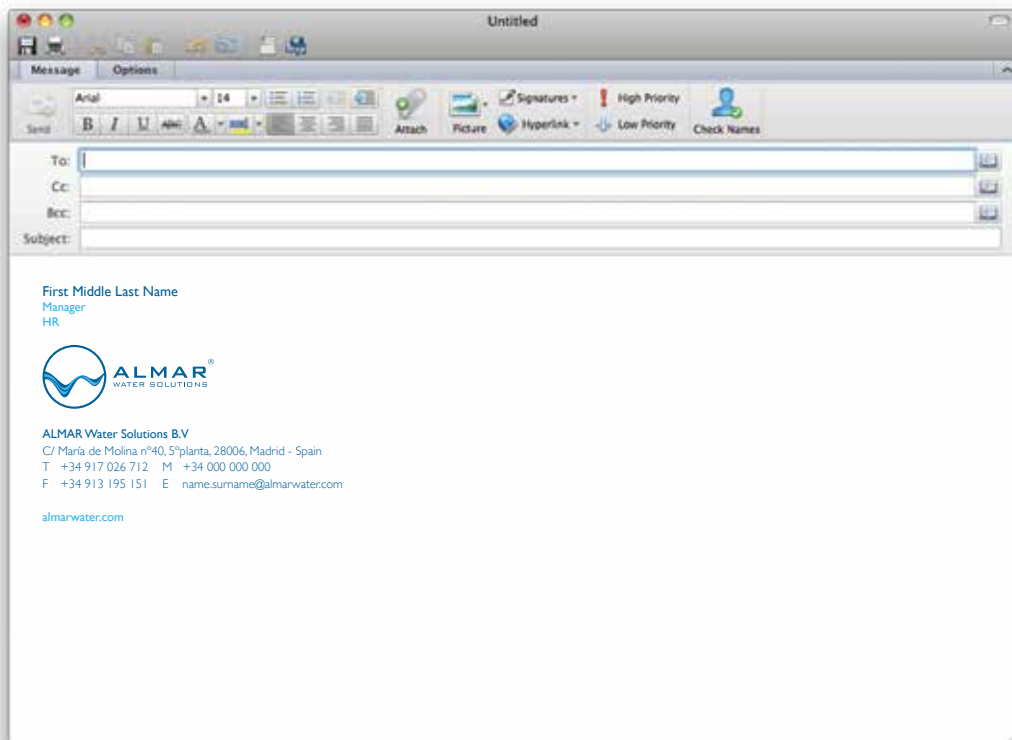 Untitled
Message Options
Arial 14 Signatures High Priority
Send B I U ABC A Attach Picture Hyperlink Low Priority Check Names
To:
Cc:
Bcc:
Subject:
First Middle Last Name
Manager
HR
ALMAR®
WATER SOLUTIONS
ALMAR Water Solutions B.V
C/ María de Molina nº40, 5ºplanta, 28006, Madrid - Spain
T +34 917 026 712 M +34 000 000 000
F +34 913 195 151 E name.surname@almarwater.com
almarwater.com